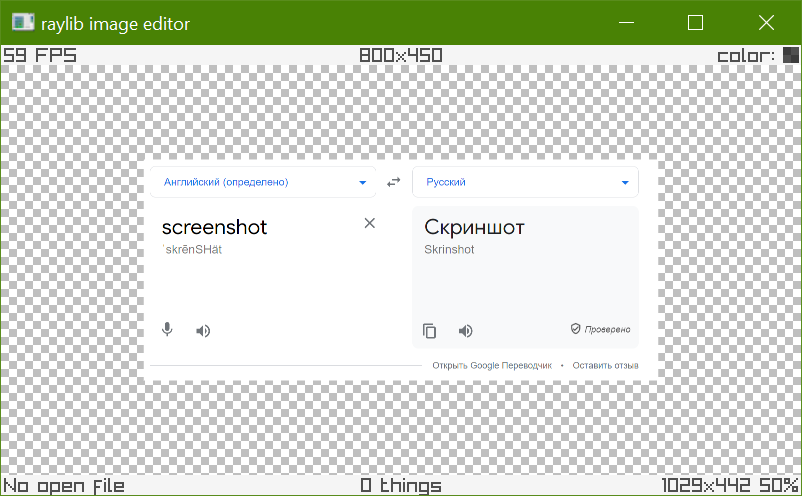 raylib image editor
59 FPS 800x450 color:
Английский (определено) Русский
screenshot Скриншот
ˈskrēnSHät Skrinshot
Проверено
Открыть Google Переводчик • Оставить отзыв
No open file 0 things 1029x442 50%